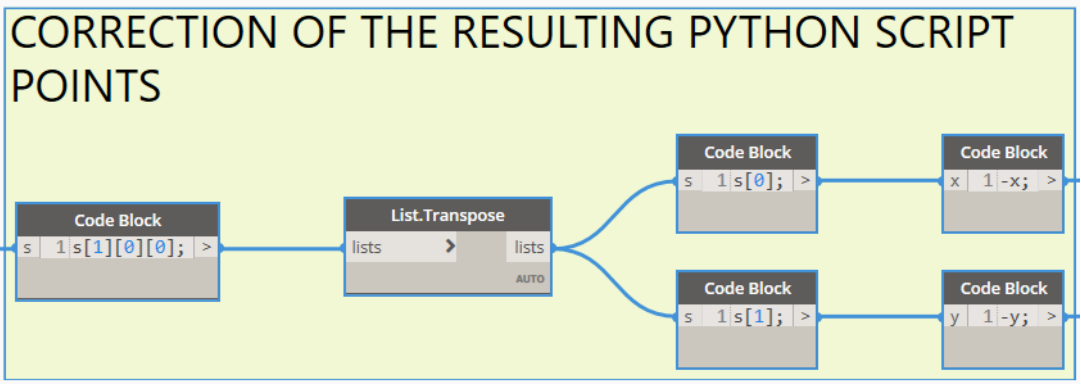 CORRECTION OF THE RESULTING PYTHON SCRIPT
POINTS
Code Block
s 1 s[1][0][0]; >
List.Transpose
lists > lists
AUTO
Code Block
s 1 s[0]; >
Code Block
x 1 -x; >
Code Block
s 1 s[1]; >
Code Block
y 1 -y; >